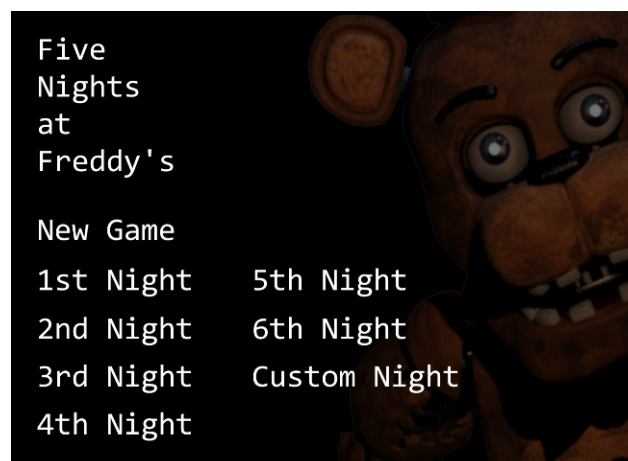 Five
Nights
at
Freddy's
New Game
1st Night
2nd Night
3rd Night
4th Night
5th Night
6th Night
Custom Night